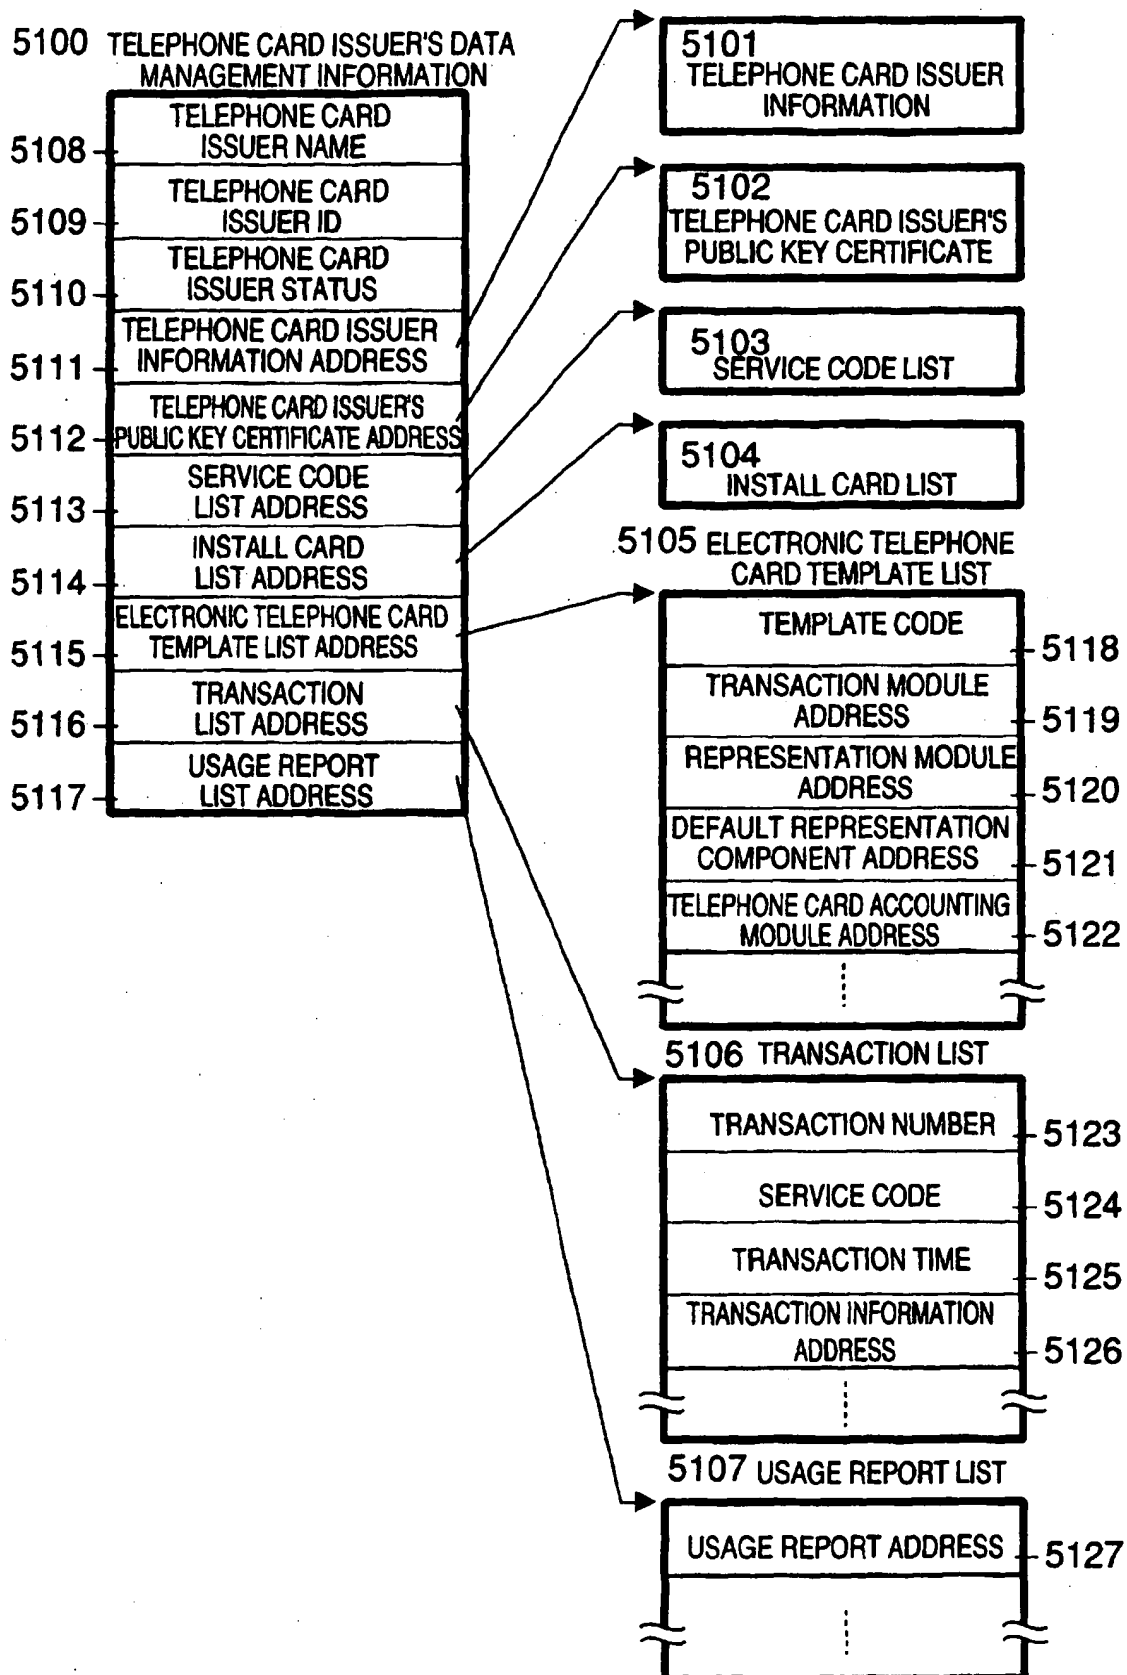 5100 TELEPHONE CARD ISSUER'S DATA
MANAGEMENT INFORMATION
TELEPHONE CARD
ISSUER NAME
5108
TELEPHONE CARD
ISSUER ID
5109
TELEPHONE CARD
ISSUER STATUS
5110
TELEPHONE CARD ISSUER
INFORMATION ADDRESS
5111
TELEPHONE CARD ISSUER'S
PUBLIC KEY CERTIFICATE ADDRESS
5112
SERVICE CODE
LIST ADDRESS
5113
INSTALL CARD
LIST ADDRESS
5114
ELECTRONIC TELEPHONE CARD
TEMPLATE LIST ADDRESS
5115
TRANSACTION
LIST ADDRESS
5116
USAGE REPORT
LIST ADDRESS
5117
5101
TELEPHONE CARD ISSUER
INFORMATION
5102
TELEPHONE CARD ISSUER'S
PUBLIC KEY CERTIFICATE
5103
SERVICE CODE LIST
5104
INSTALL CARD LIST
5105 ELECTRONIC TELEPHONE
CARD TEMPLATE LIST
TEMPLATE CODE
5118
TRANSACTION MODULE
ADDRESS
5119
REPRESENTATION MODULE
ADDRESS
5120
DEFAULT REPRESENTATION
COMPONENT ADDRESS
5121
TELEPHONE CARD ACCOUNTING
MODULE ADDRESS
5122
5106 TRANSACTION LIST
TRANSACTION NUMBER
5123
SERVICE CODE
5124
TRANSACTION TIME
5125
TRANSACTION INFORMATION
ADDRESS
5126
5107 USAGE REPORT LIST
USAGE REPORT ADDRESS
5127